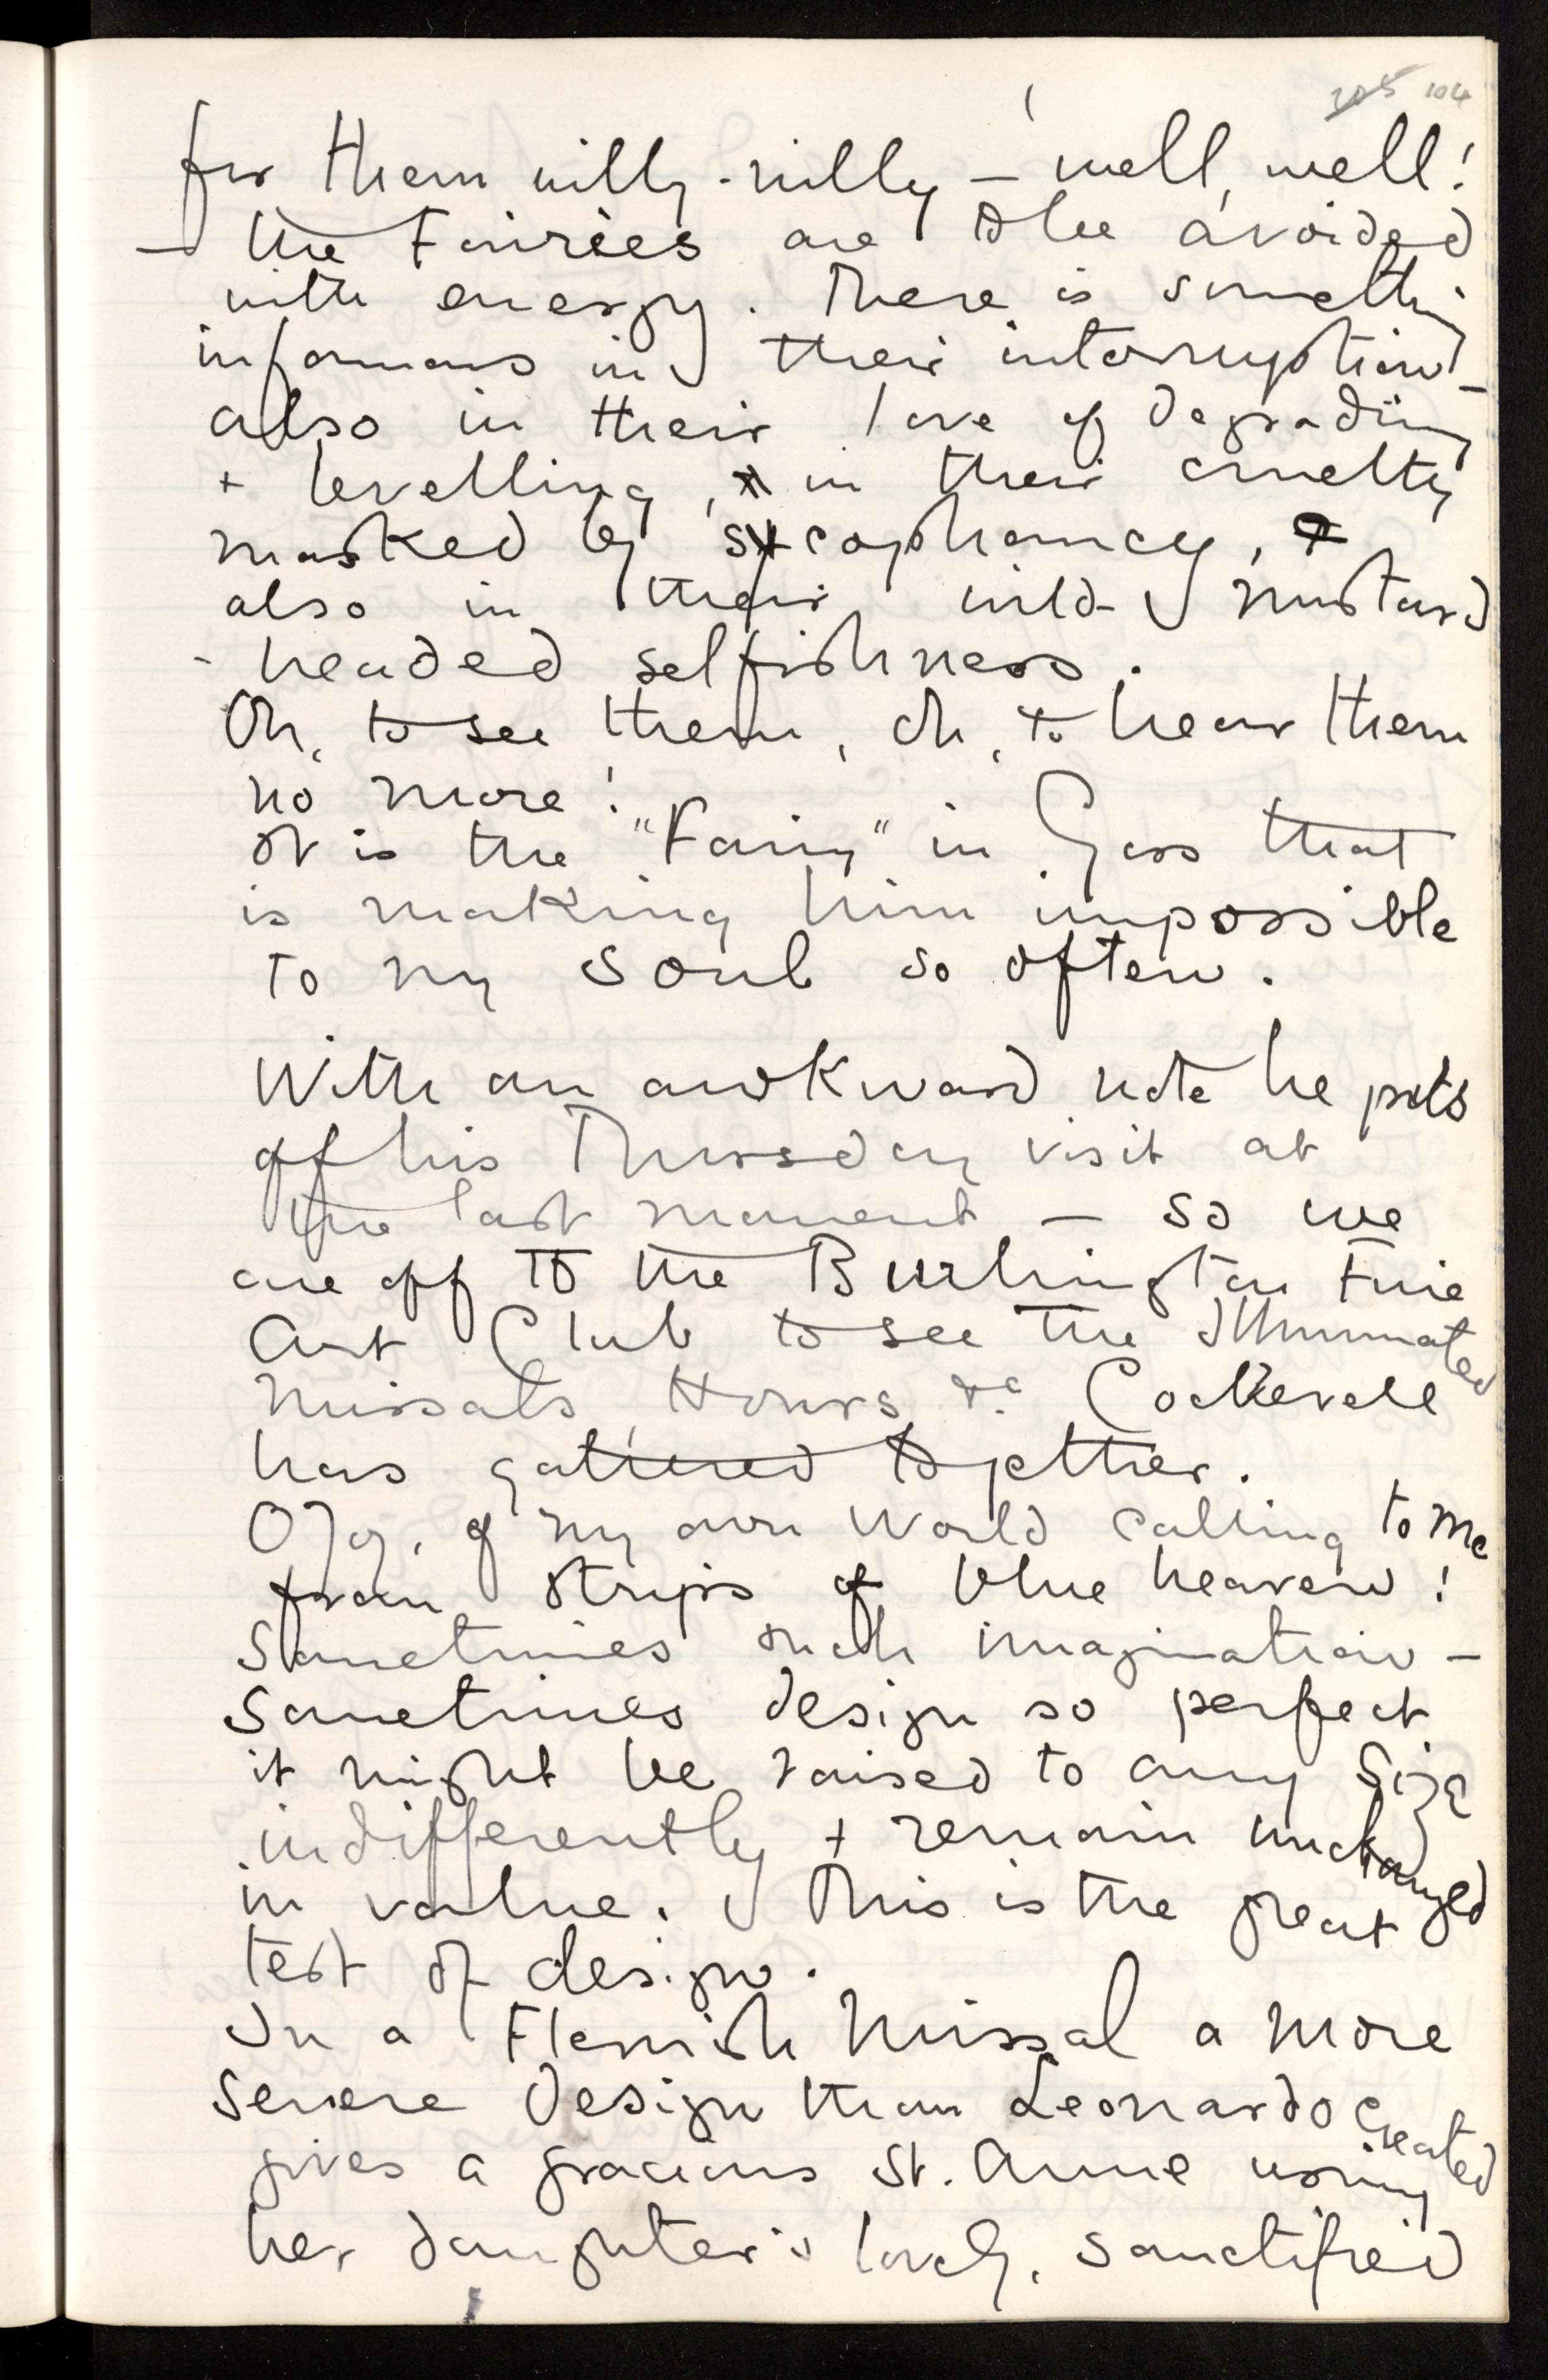 105 104
for them willy-nilly — well, well!
— the Fairies are to be avoided
with energy. There is something
infamous in their interruption —
also in their love of degrading
+ levelling, + in their cruelty
masked by sycophancy, +
also in their wild-mustard
-headed selfishness.
Oh, to see them, oh, to hear them
no more!
It is the "Fairy" in Goss that
is making him impossible
to my soul so often.
With an awkward note he puts
off his Thursday visit at
the last moment — so we
are off to the Burlington Fine
Art Club to see the Illuminated
Missals, Hours &c Cockerell
has gathered together.
O joy, of my own world calling to me
from strips of blue heaven!
Sometimes such imagination —
Sometimes design so perfect
it might be raised to any size
indifferently + remain unchanged
in value. This is the great
test of design.
In a Flemish Missal a more
severe design than Leonardo created
gives a gracious St. Anne using
her daughter's lovely, sanctified